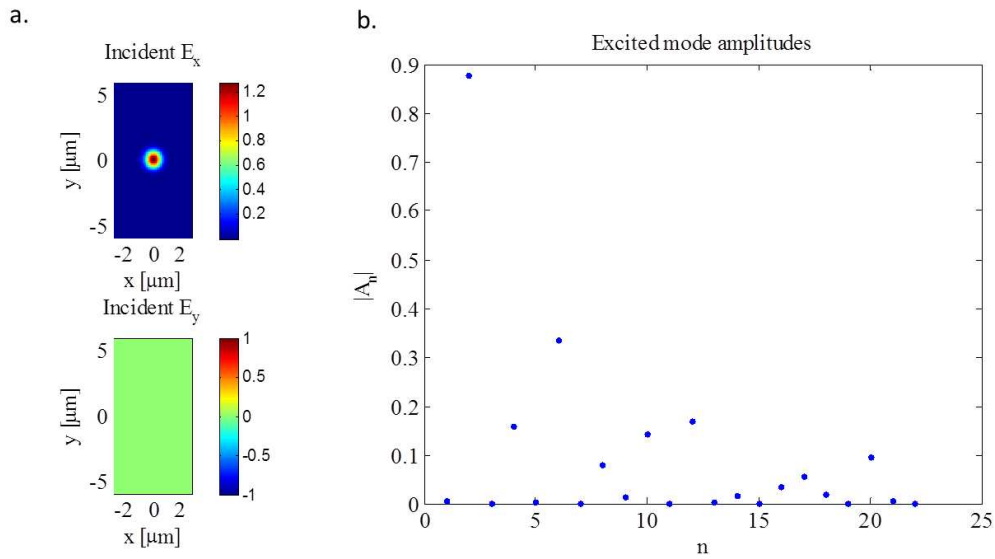 a.
Incident E_x
5
0
-5
y [μm]
-2 0 2
x [μm]
1.2
1
0.8
0.6
0.4
0.2
Incident E_y
5
0
-5
y [μm]
-2 0 2
x [μm]
1
0.5
0
-0.5
-1
b.
Excited mode amplitudes
0.9
0.8
0.7
0.6
0.5
0.4
0.3
0.2
0.1
0
|A_n|
0 5 10 15 20 25
n